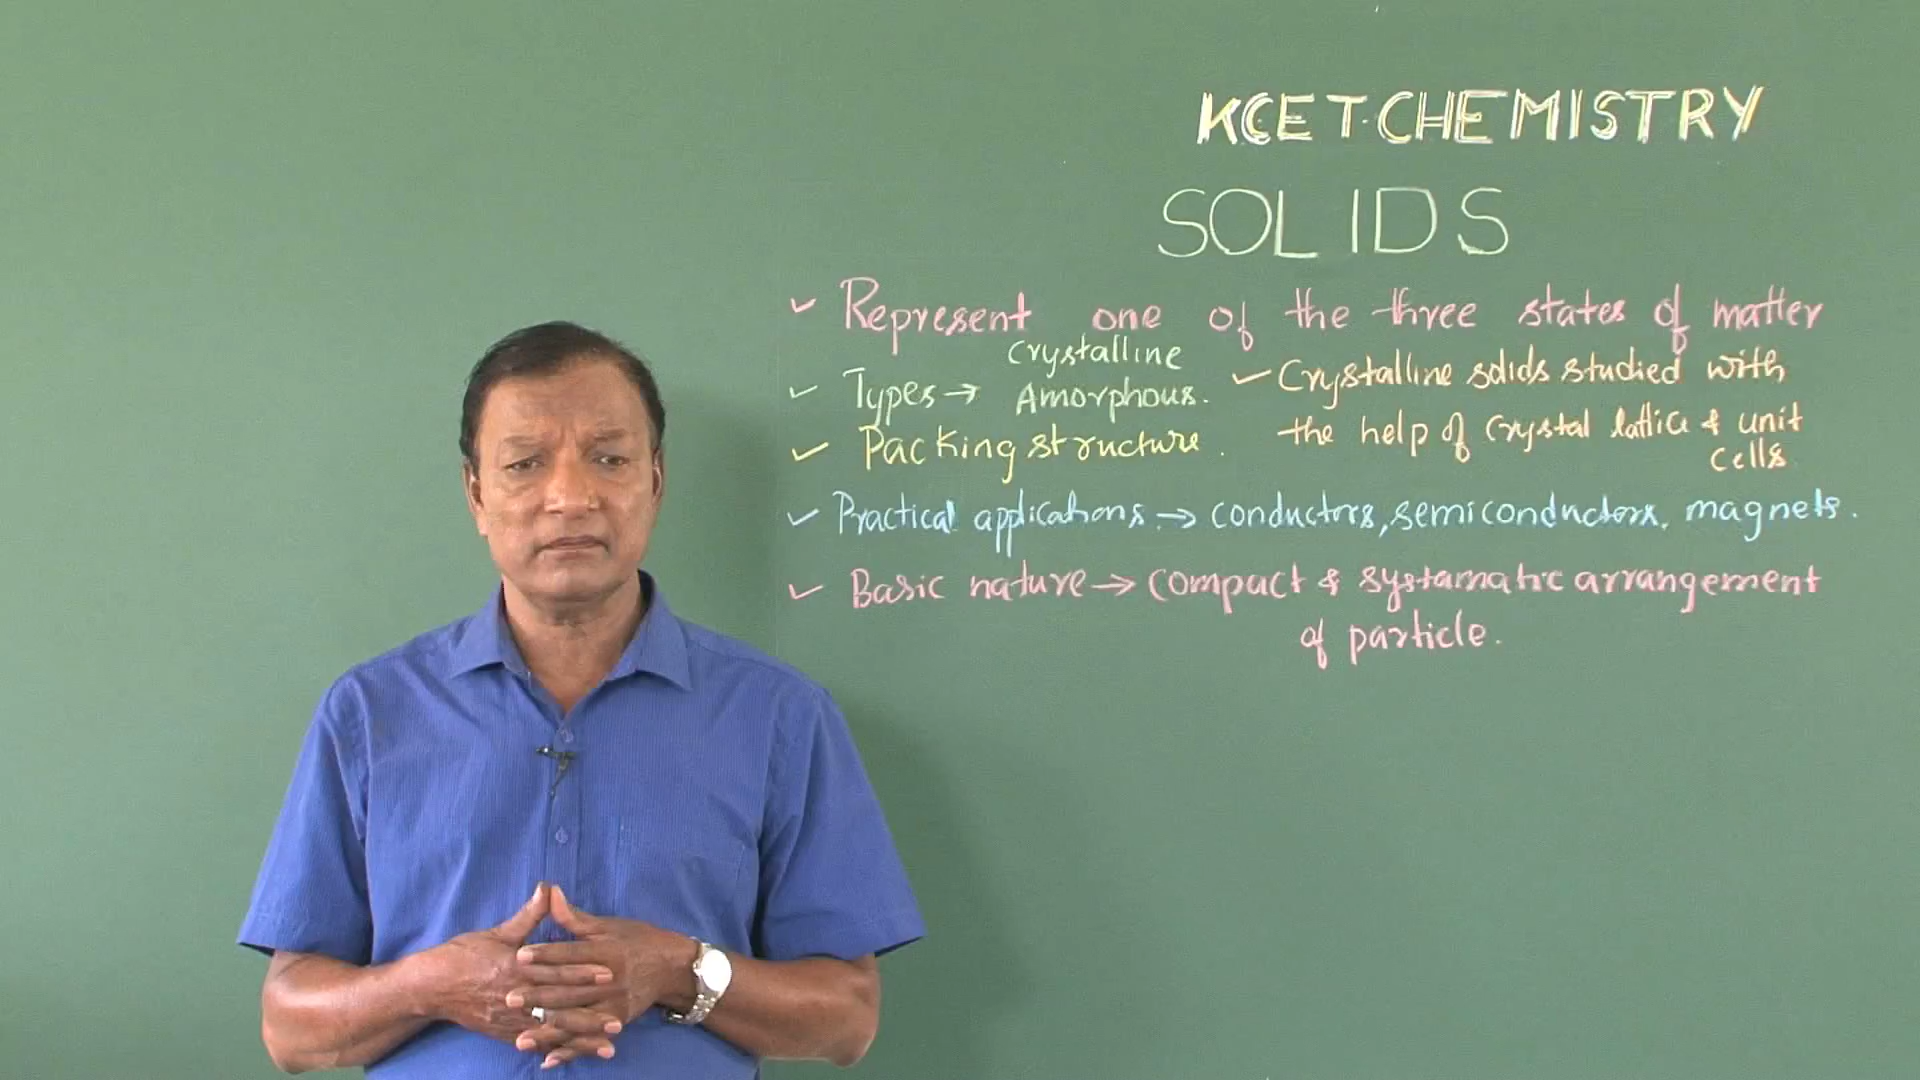 KCET CHEMISTRY
SOLIDS
✓ Represent one of the three states of matter
✓ Types → Crystalline
Amorphous.
✓ Crystalline solids studied with
the help of crystal lattice & unit
cells
✓ Packing structure.
✓ Practical applications. → conductors, semiconductors, magnets.
✓ Basic nature → compact & systamatic arrangement
of particle.